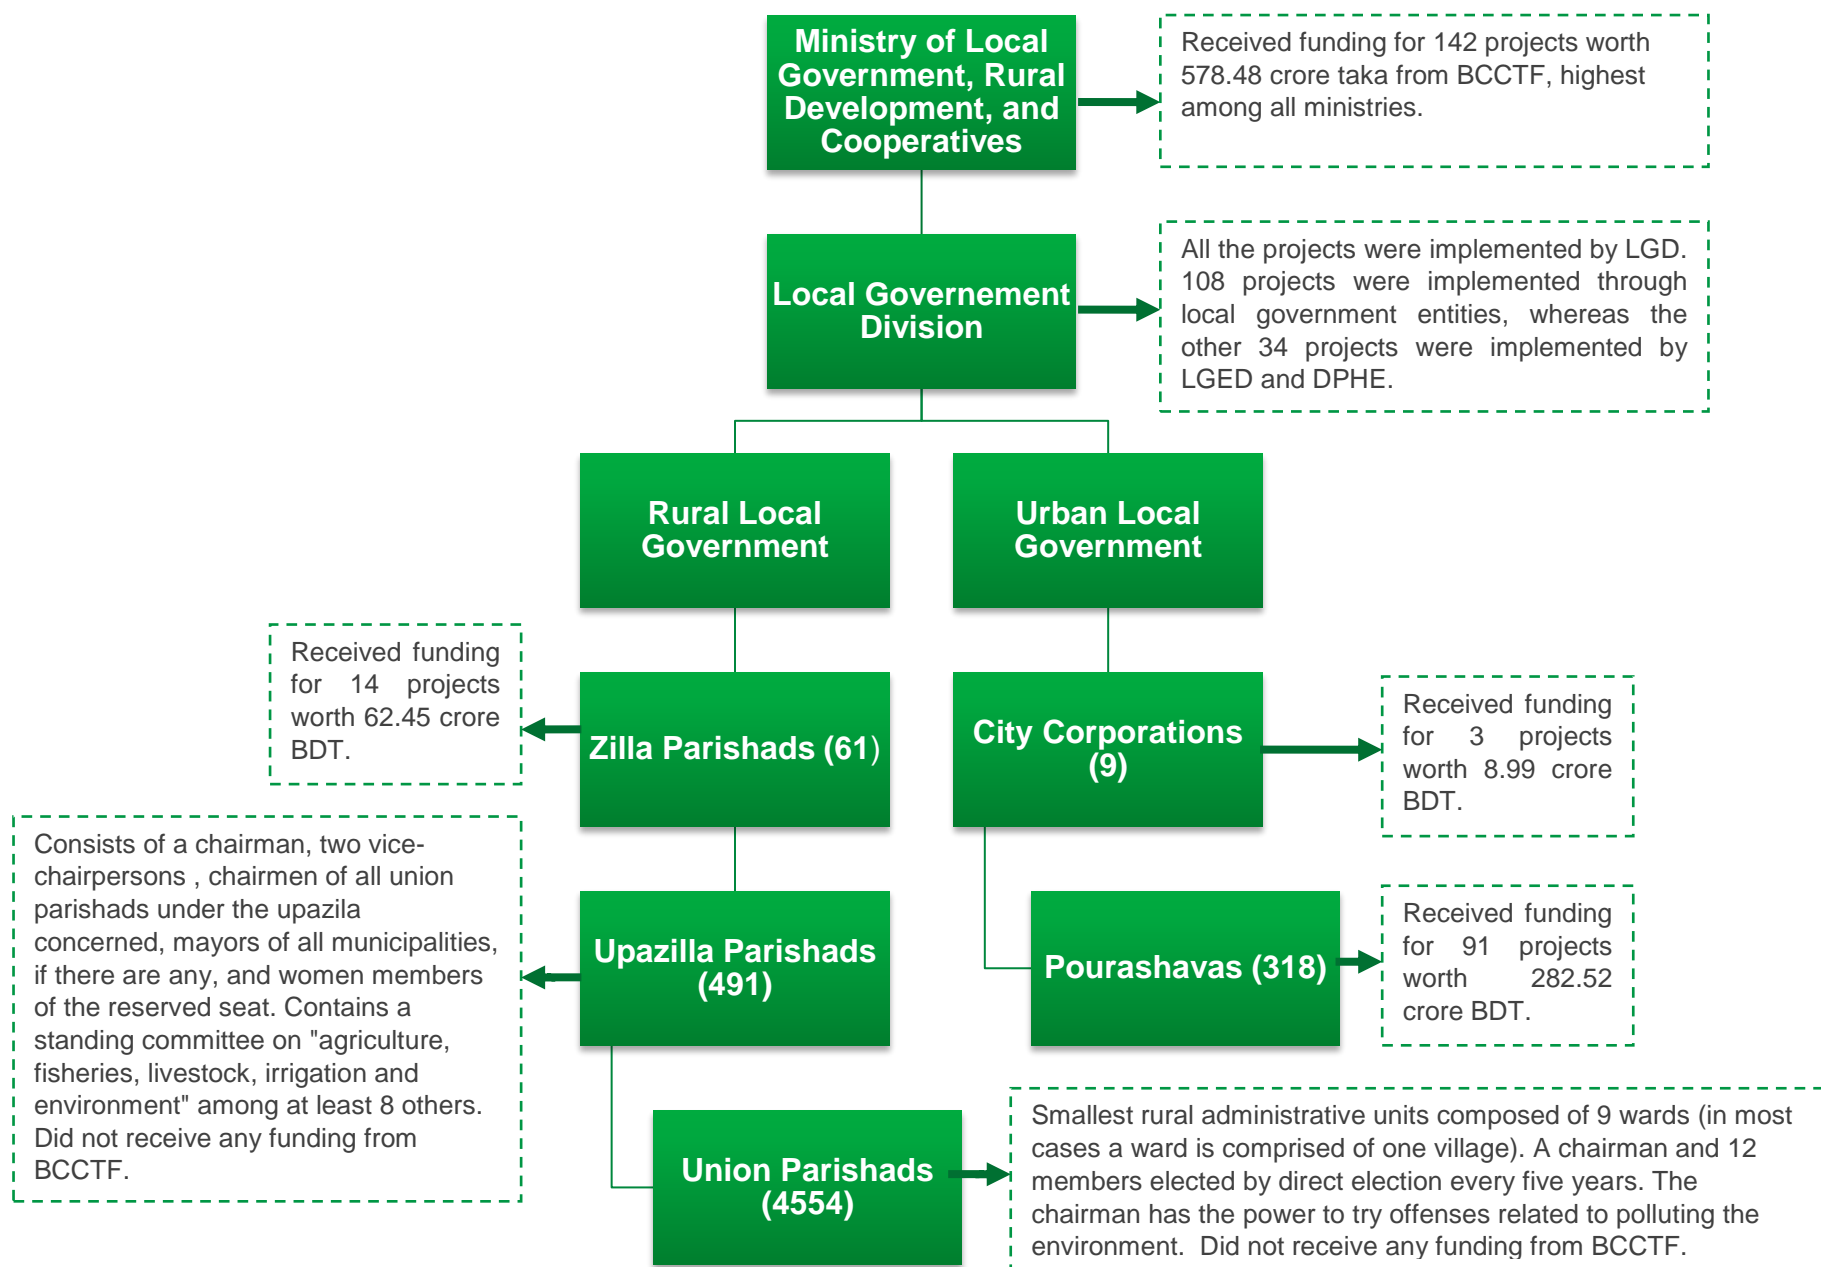 Ministry of Local
Government, Rural
Development, and
Cooperatives
Received funding for 142 projects worth
578.48 crore taka from BCCTF, highest
among all ministries.
Local Governement
Division
All the projects were implemented by LGD.
108 projects were implemented through
local government entities, whereas the
other 34 projects were implemented by
LGED and DPHE.
Rural Local
Government
Urban Local
Government
Received funding
for 14 projects
worth 62.45 crore
BDT.
Zilla Parishads (61)
City Corporations
(9)
Received funding
for 3 projects
worth 8.99 crore
BDT.
Consists of a chairman, two vice-
chairpersons , chairmen of all union
parishads under the upazila
concerned, mayors of all municipalities,
if there are any, and women members
of the reserved seat. Contains a
standing committee on "agriculture,
fisheries, livestock, irrigation and
environment" among at least 8 others.
Did not receive any funding from
BCCTF.
Upazilla Parishads
(491)
Pourashavas (318)
Received funding
for 91 projects
worth 282.52
crore BDT.
Union Parishads
(4554)
Smallest rural administrative units composed of 9 wards (in most
cases a ward is comprised of one village). A chairman and 12
members elected by direct election every five years. The
chairman has the power to try offenses related to polluting the
environment.  Did not receive any funding from BCCTF.